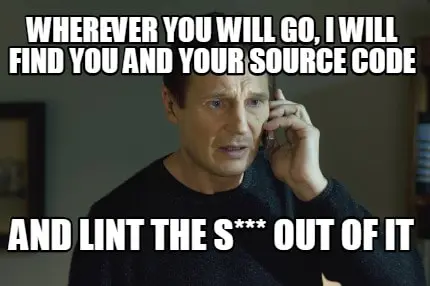 WHEREVER YOU WILL GO, I WILL
FIND YOU AND YOUR SOURCE CODE
AND LINT THE S*** OUT OF IT